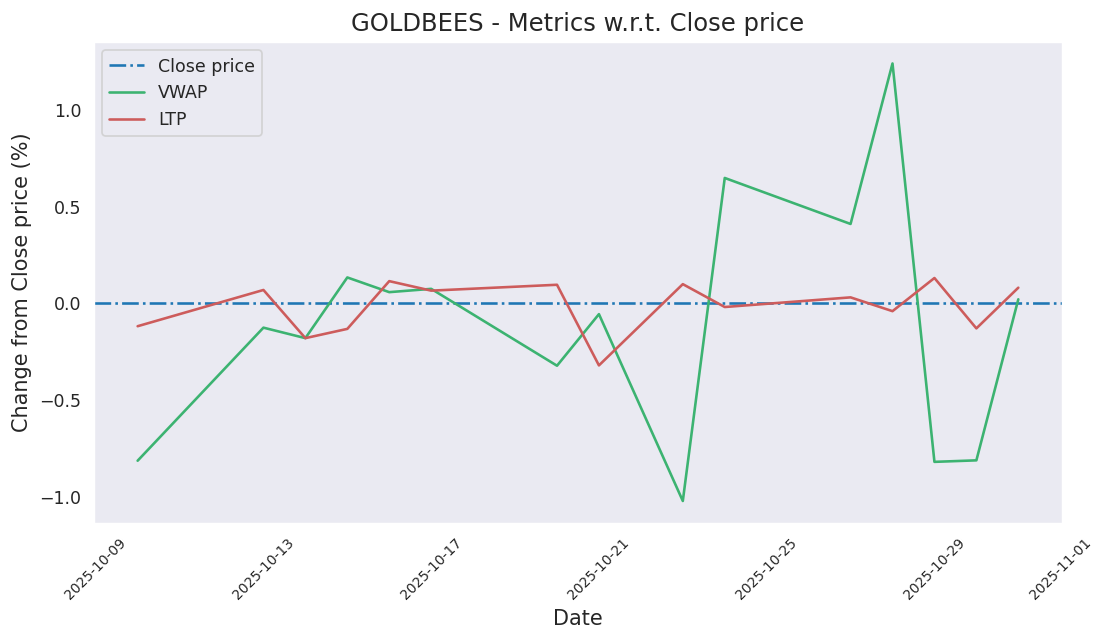 GOLDBEES - Metrics w.r.t. Close price
Close price
VWAP
LTP
Change from Close price (%)
1.0
0.5
0.0
−0.5
−1.0
2025-10-09
2025-10-13
2025-10-17
2025-10-21
2025-10-25
2025-10-29
2025-11-01
Date